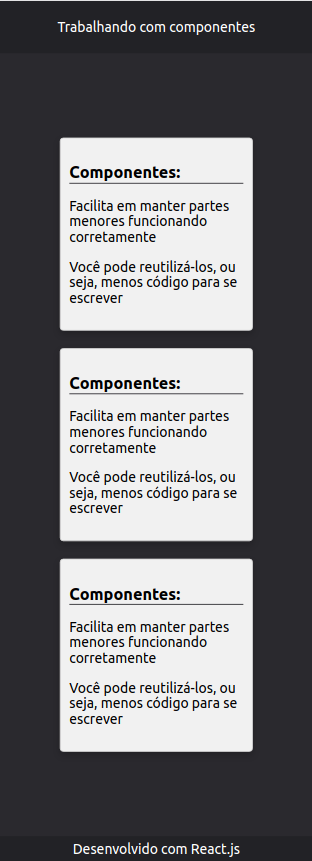 Trabalhando com componentes
Componentes:
Facilita em manter partes
menores funcionando
corretamente
Você pode reutilizá-los, ou
seja, menos código para se
escrever
Componentes:
Facilita em manter partes
menores funcionando
corretamente
Você pode reutilizá-los, ou
seja, menos código para se
escrever
Componentes:
Facilita em manter partes
menores funcionando
corretamente
Você pode reutilizá-los, ou
seja, menos código para se
escrever
Desenvolvido com React.js